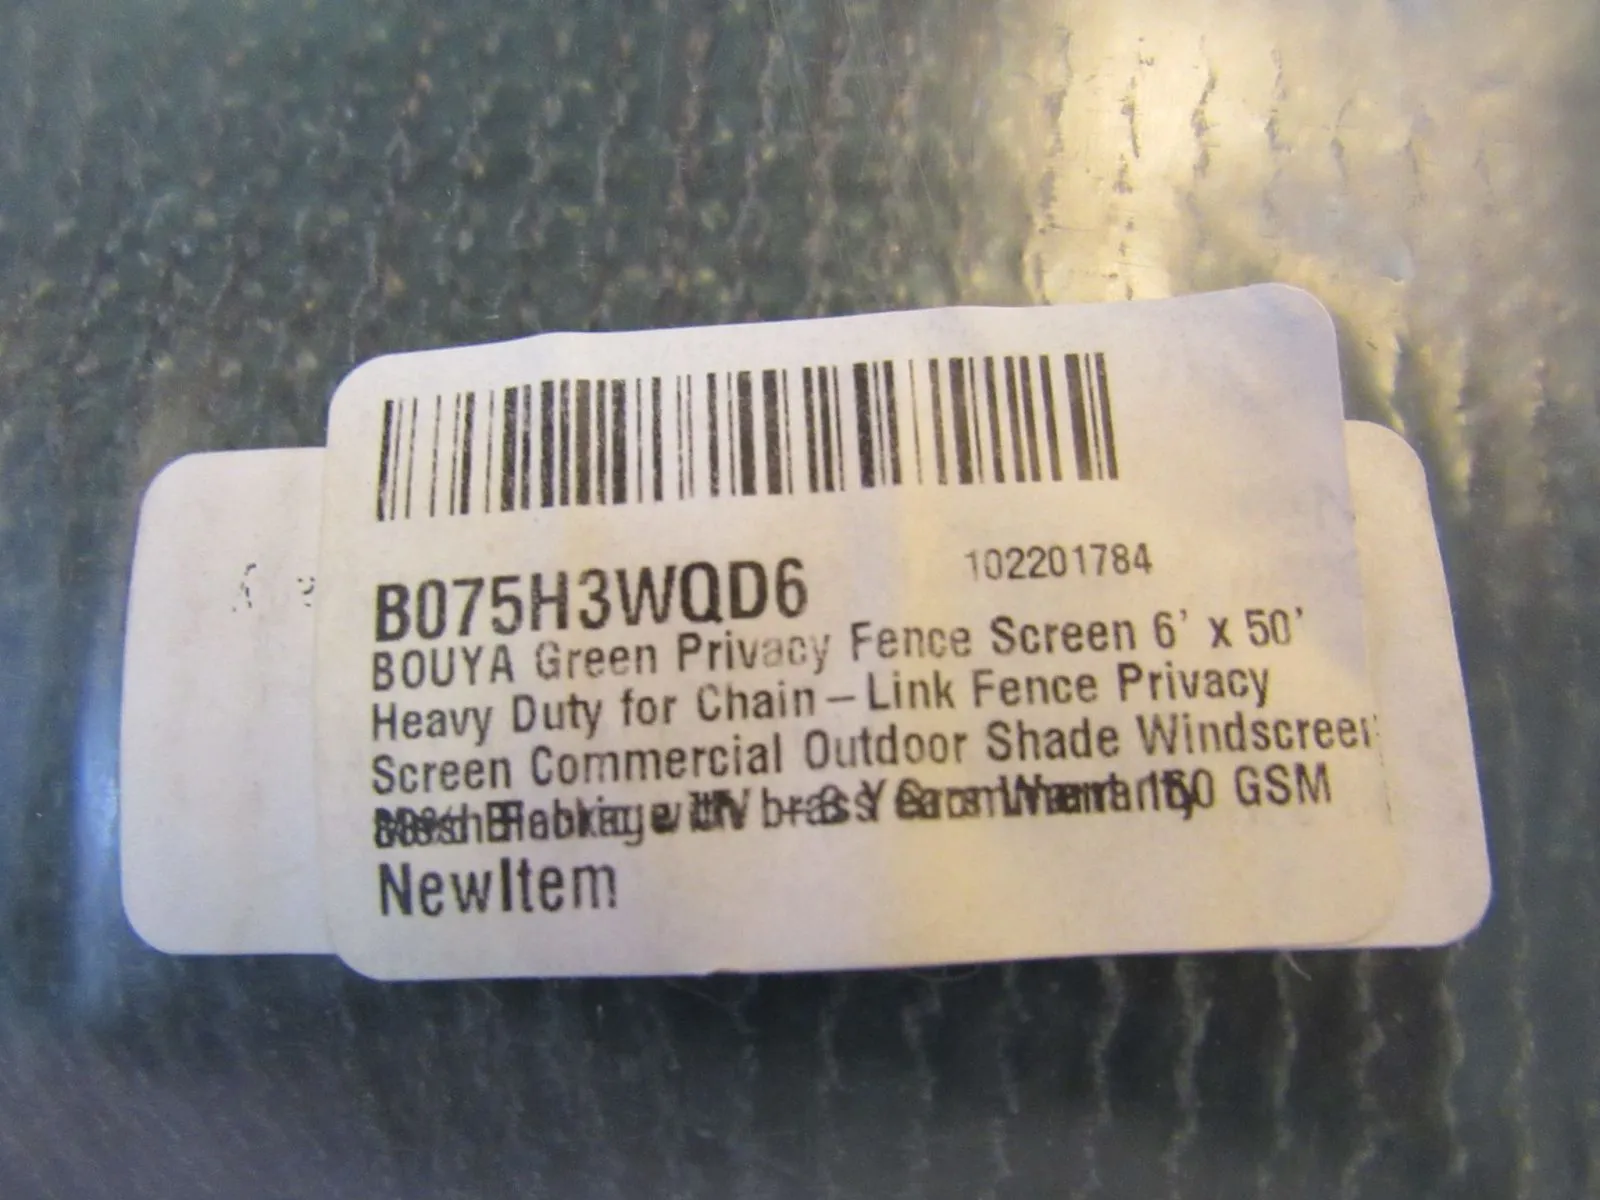 B075H3WQD6 102201784
BOUYA Green Privacy Fence Screen 6' x 50'
Heavy Duty for Chain-Link Fence Privacy
Screen Commercial Outdoor Shade Windscreen
GSM
NewItem